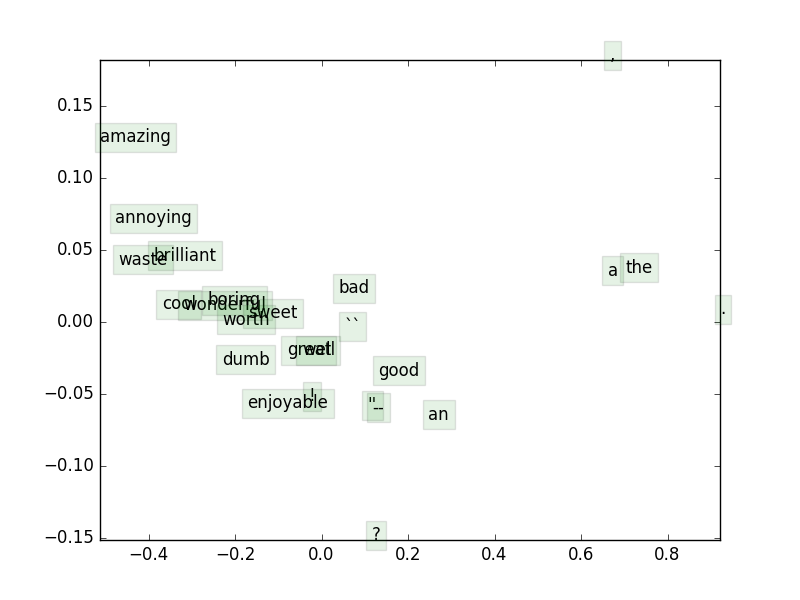 ,
0.15
amazing
0.10
annoying
0.05
waste
brilliant
a
the
bad
boring
cool
wonderful
sweet
.
0.00
worth
``
great
well
dumb
good
−0.05
enjoyable
!
"
--
an
−0.10
?
−0.15
−0.4 −0.2 0.0 0.2 0.4 0.6 0.8